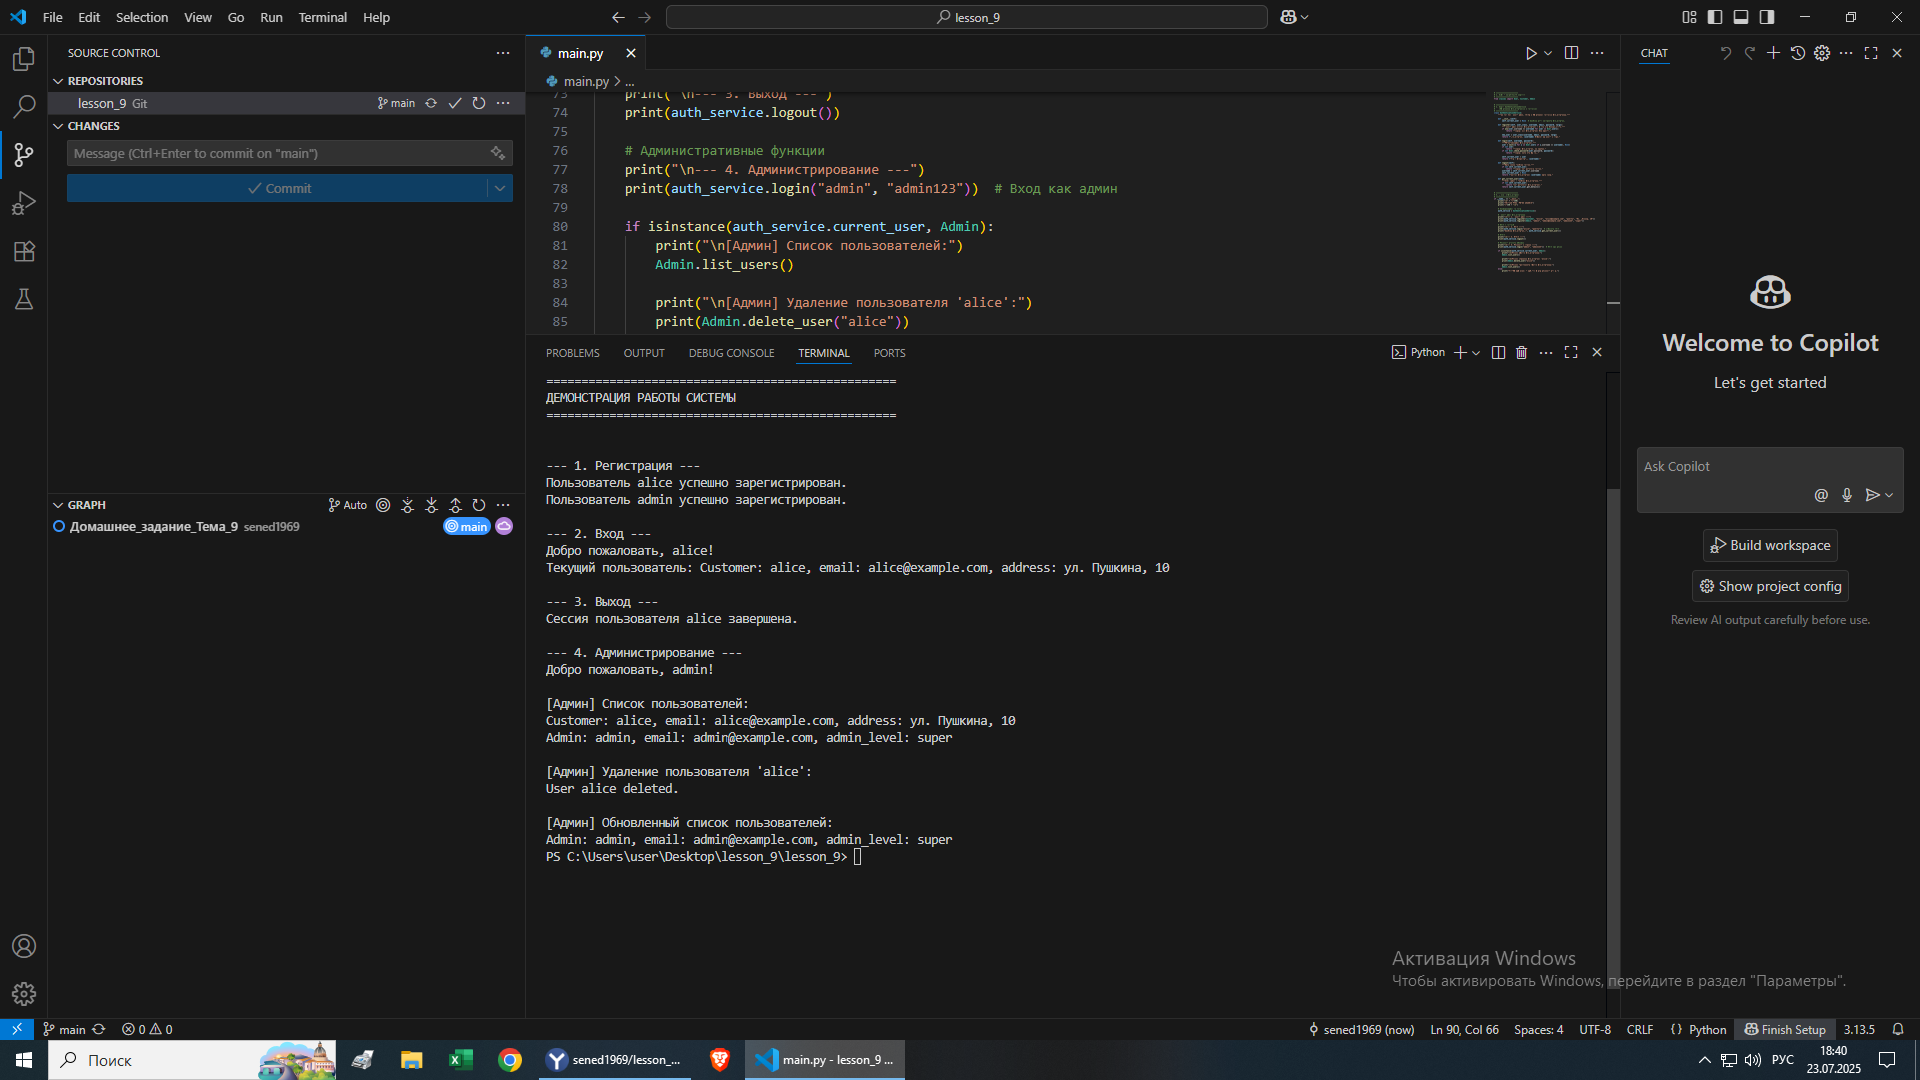 File Edit Selection View Go Run Terminal Help
lesson_9
SOURCE CONTROL
REPOSITORIES
lesson_9 Git
main
CHANGES
Message (Ctrl+Enter to commit on "main")
Commit
GRAPH
Auto
Домашнее_задание_Тема_9 sened1969
main
main.py
main.py > ...
73 print("\n--- 3. Выход ---")
74 print(auth_service.logout())
75
76 # Административные функции
77 print("\n--- 4. Администрирование ---")
78 print(auth_service.login("admin", "admin123")) # Вход как админ
79
80 if isinstance(auth_service.current_user, Admin):
81 print("\n[Админ] Список пользователей:")
82 Admin.list_users()
83
84 print("\n[Админ] Удаление пользователя 'alice':")
85 print(Admin.delete_user("alice"))
PROBLEMS OUTPUT DEBUG CONSOLE TERMINAL PORTS
Python
==================================================
ДЕМОНСТРАЦИЯ РАБОТЫ СИСТЕМЫ
==================================================
--- 1. Регистрация ---
Пользователь alice успешно зарегистрирован.
Пользователь admin успешно зарегистрирован.
--- 2. Вход ---
Добро пожаловать, alice!
Текущий пользователь: Customer: alice, email: alice@example.com, address: ул. Пушкина, 10
--- 3. Выход ---
Сессия пользователя alice завершена.
--- 4. Администрирование ---
Добро пожаловать, admin!
[Админ] Список пользователей:
Customer: alice, email: alice@example.com, address: ул. Пушкина, 10
Admin: admin, email: admin@example.com, admin_level: super
[Админ] Удаление пользователя 'alice':
User alice deleted.
[Админ] Обновленный список пользователей:
Admin: admin, email: admin@example.com, admin_level: super
PS C:\Users\user\Desktop\lesson_9\lesson_9>
CHAT
Welcome to Copilot
Let's get started
Ask Copilot
Build workspace
Show project config
Review AI output carefully before use.
Активация Windows
Чтобы активировать Windows, перейдите в раздел "Параметры".
main
0 0
sened1969 (now) Ln 90, Col 66 Spaces: 4 UTF-8 CRLF {} Python Finish Setup 3.13.5
Поиск
sened1969/lesson_...
main.py - lesson_9 ...
РУС
18:40
23.07.2025